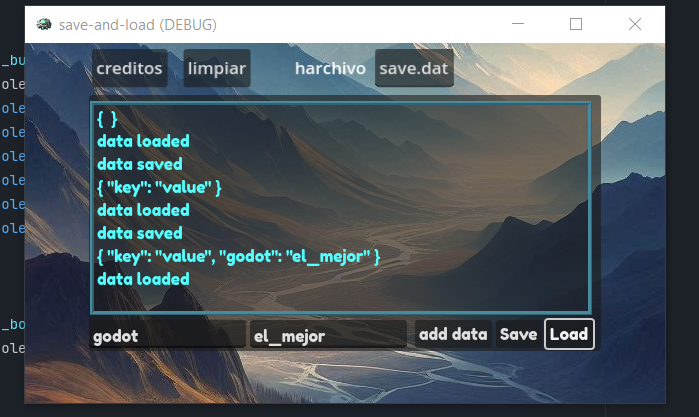 save-and-load (DEBUG)
creditos limpiar harchivo save.dat
{ }
data loaded
data saved
{ "key": "value" }
data loaded
data saved
{ "key": "value", "godot": "el_mejor" }
data loaded
godot el_mejor add data Save Load
_bu
ole
ole
ole
ole
ole
ole
ole
_bo
ole